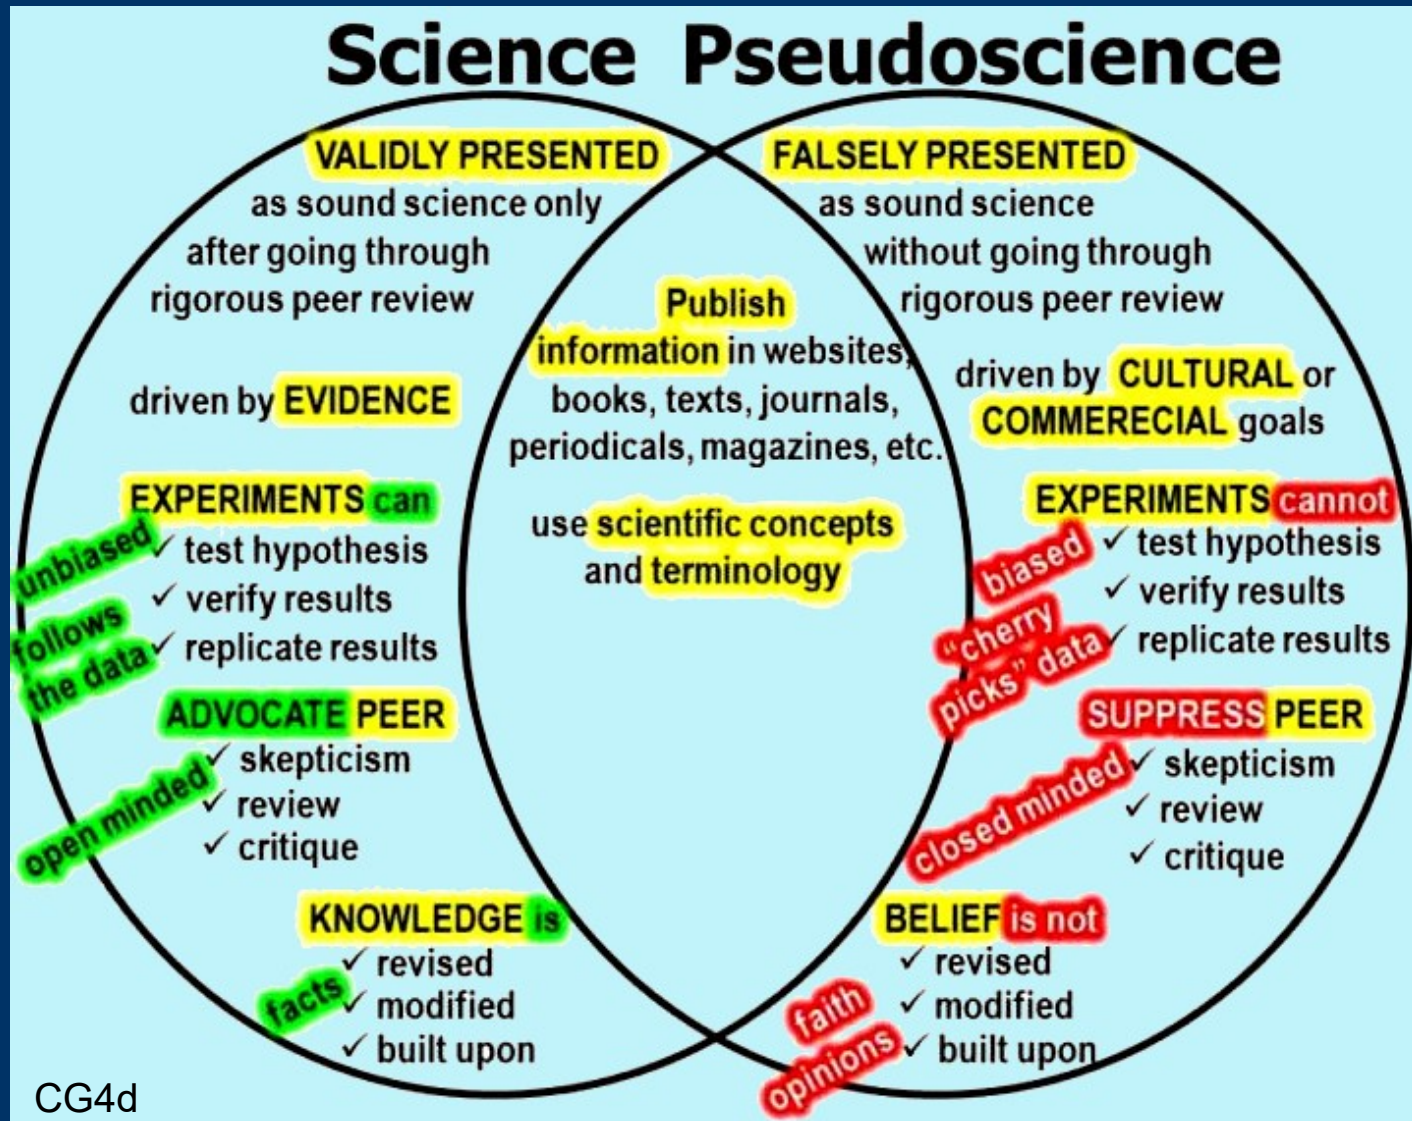 Science Pseudoscience
VALIDLY PRESENTED
as sound science only
after going through
rigorous peer review
driven by EVIDENCE
EXPERIMENTS can
unbiased
✓ test hypothesis
✓ verify results
follows
the data
✓ replicate results
ADVOCATE PEER
✓ skepticism
open minded
✓ review
✓ critique
KNOWLEDGE is
✓ revised
facts
✓ modified
✓ built upon
Publish
information in websites,
books, texts, journals,
periodicals, magazines, etc.
use scientific concepts
and terminology
FALSELY PRESENTED
as sound science
without going through
rigorous peer review
driven by CULTURAL or
COMMERECIAL goals
EXPERIMENTS cannot
biased
✓ test hypothesis
✓ verify results
"cherry
picks" data
✓ replicate results
SUPPRESS PEER
closed minded
✓ skepticism
✓ review
✓ critique
BELIEF is not
✓ revised
faith
✓ modified
opinions
✓ built upon
CG4d